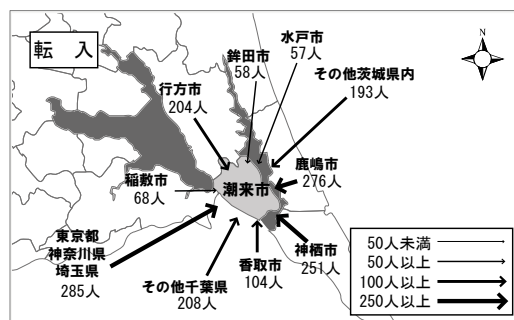 転 入
N
水戸市
57人
鉾田市
58人
その他茨城県内
193人
行方市
204人
鹿嶋市
276人
潮来市
稲敷市
68人
東京都
神奈川県
埼玉県
285人
その他千葉県
208人
香取市
104人
神栖市
251人
50人未満
50人以上
100人以上
250人以上